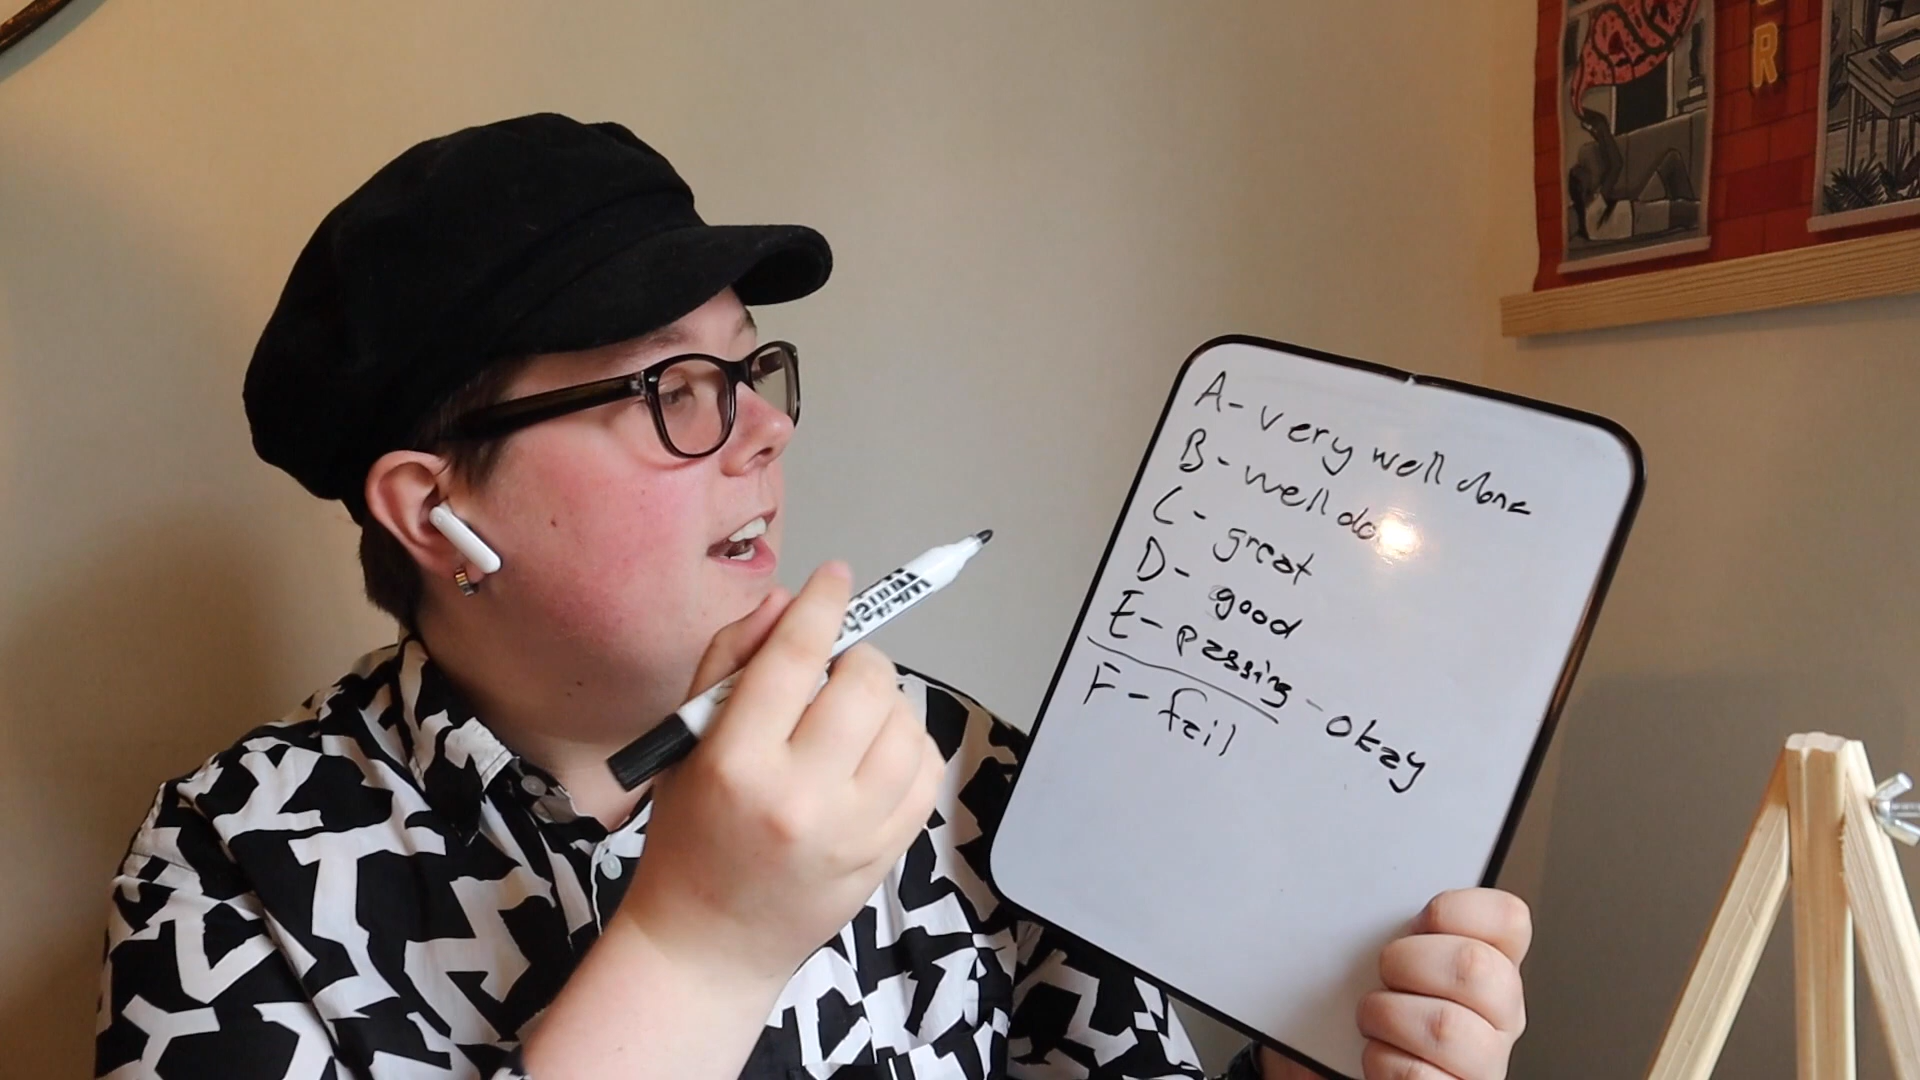 A - very well done
B - well do
C - great
D - good
E - passing - okay
F - fail
R